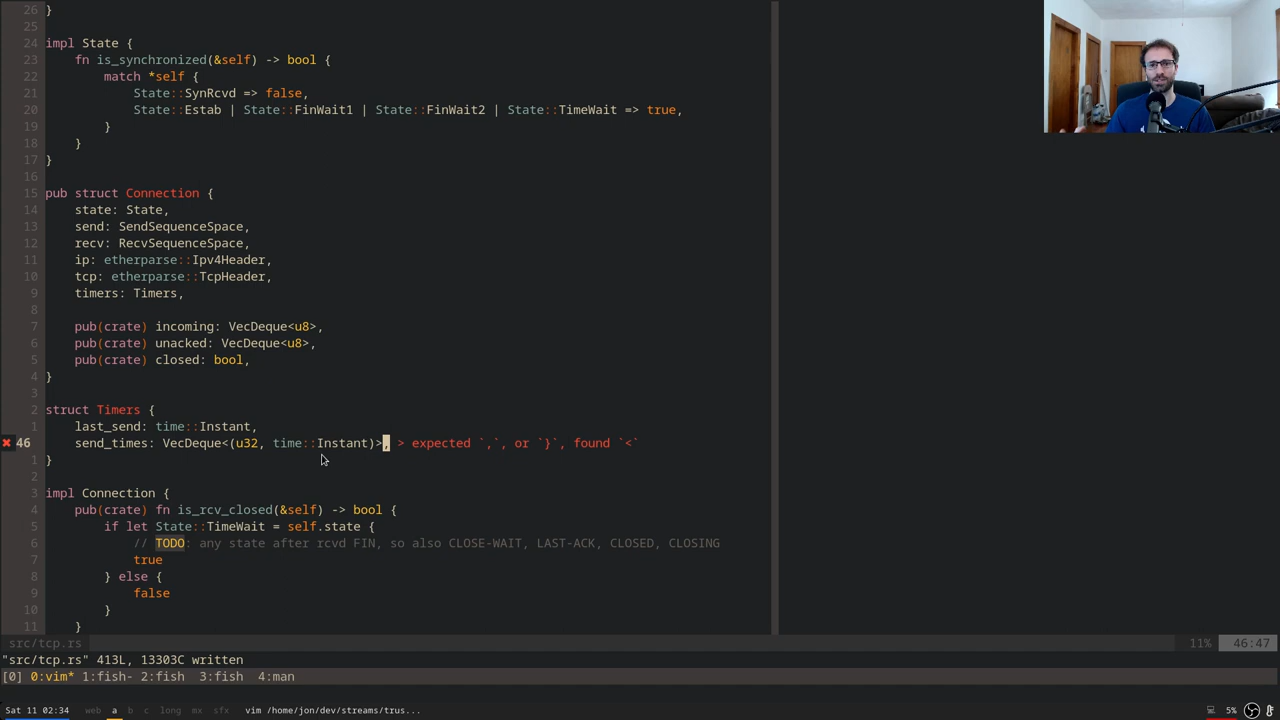 26 }
25
24 impl State {
23     fn is_synchronized(&self) -> bool {
22         match *self {
21             State::SynRcvd => false,
20             State::Estab | State::FinWait1 | State::FinWait2 | State::TimeWait => true,
19         }
18     }
17 }
16
15 pub struct Connection {
14     state: State,
13     send: SendSequenceSpace,
12     recv: RecvSequenceSpace,
11     ip: etherparse::Ipv4Header,
10     tcp: etherparse::TcpHeader,
9     timers: Timers,
8
7     pub(crate) incoming: VecDeque<u8>,
6     pub(crate) unacked: VecDeque<u8>,
5     pub(crate) closed: bool,
4 }
3
2 struct Timers {
1     last_send: time::Instant,
✖ 46     send_times: VecDeque<(u32, time::Instant)>, > expected `,`, or `}`, found `<`
1 }
2
3 impl Connection {
4     pub(crate) fn is_rcv_closed(&self) -> bool {
5         if let State::TimeWait = self.state {
6             // TODO: any state after rcvd FIN, so also CLOSE-WAIT, LAST-ACK, CLOSED, CLOSING
7             true
8         } else {
9             false
10         }
11     }
src/tcp.rs 11% 46:47
"src/tcp.rs" 413L, 13303C written
[0] 0:vim* 1:fish- 2:fish 3:fish 4:man
Sat 11 02:34 web a b c long mx sfx vim /home/jon/dev/streams/trus... 5%